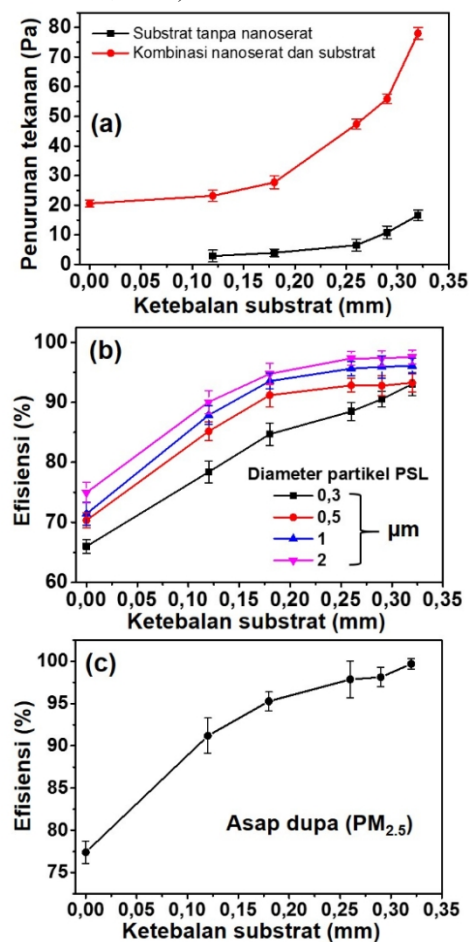 (a)
Substrat tanpa nanoserat
Kombinasi nanoserat dan substrat
Penurunan tekanan (Pa)
80
70
60
50
40
30
20
10
0
0,00 0,05 0,10 0,15 0,20 0,25 0,30 0,35
Ketebalan substrat (mm)
(b)
Efisiensi (%)
100
90
80
70
60
Diameter partikel PSL
0,3
0,5
1
2
μm
0,00 0,05 0,10 0,15 0,20 0,25 0,30 0,35
Ketebalan substrat (mm)
(c)
Efisiensi (%)
100
95
90
85
80
75
Asap dupa (PM2.5)
0,00 0,05 0,10 0,15 0,20 0,25 0,30 0,35
Ketebalan substrat (mm)